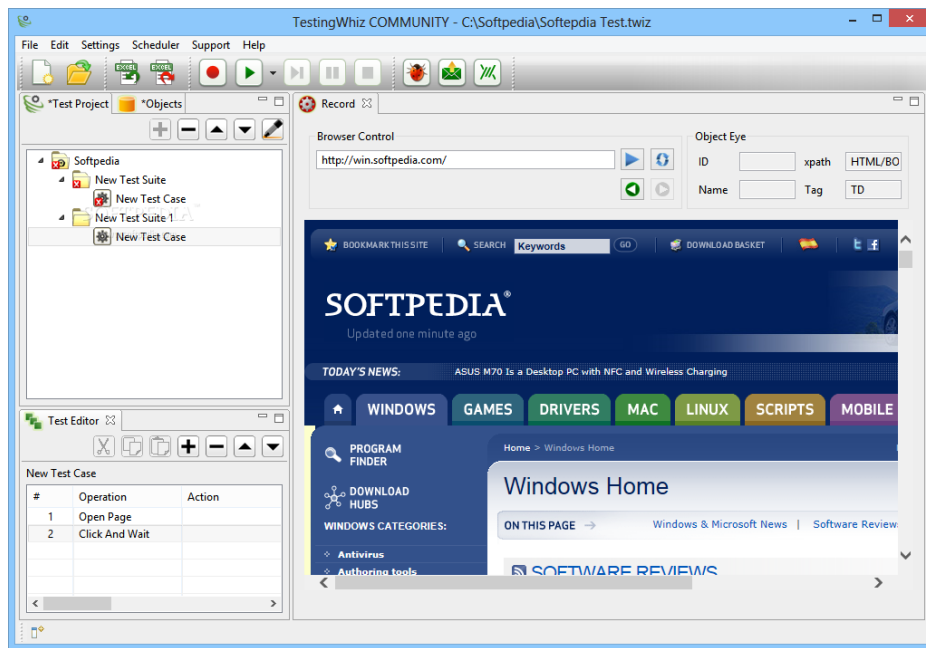 TestingWhiz COMMUNITY - C:\Softpedia\Softepdia Test.twiz
File Edit Settings Scheduler Support Help
EXCEL EXCEL
*Test Project *Objects
Softpedia
New Test Suite
New Test Case
New Test Suite 1
New Test Case
SOFTPEDIA
Test Editor
New Test Case
# Operation Action
1 Open Page
2 Click And Wait
Record
Browser Control
http://win.softpedia.com/
Object Eye
ID xpath HTML/BO
Name Tag TD
BOOKMARK THIS SITE SEARCH Keywords GO DOWNLOAD BASKET
SOFTPEDIA®
Updated one minute ago
TODAY'S NEWS: ASUS M70 Is a Desktop PC with NFC and Wireless Charging
WINDOWS GAMES DRIVERS MAC LINUX SCRIPTS MOBILE
PROGRAM
FINDER
DOWNLOAD
HUBS
WINDOWS CATEGORIES:
Antivirus
Authoring tools
Home > Windows Home
Windows Home
ON THIS PAGE → Windows & Microsoft News | Software Review
SOFTWARE REVIEWS